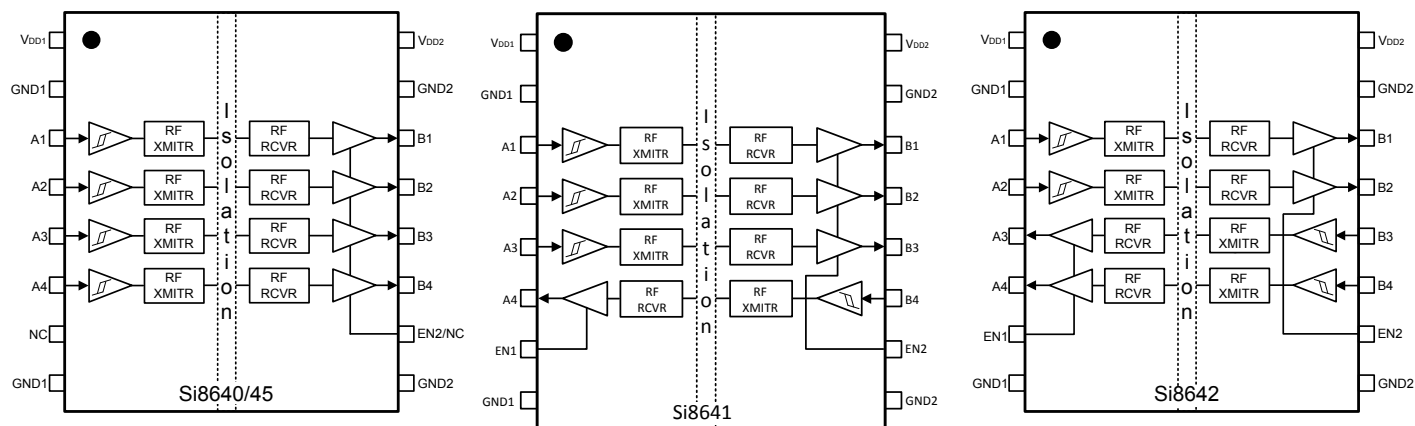 VDD1
VDD2
GND1
GND2
A1
RF
XMITR
RF
RCVR
B1
A2
RF
XMITR
RF
RCVR
B2
A3
RF
XMITR
RF
RCVR
B3
A4
RF
XMITR
RF
RCVR
B4
NC
EN2/NC
GND1
GND2
Isolation
Si8640/45
VDD1
VDD2
GND1
GND2
A1
RF
XMITR
RF
RCVR
B1
A2
RF
XMITR
RF
RCVR
B2
A3
RF
XMITR
RF
RCVR
B3
A4
RF
RCVR
RF
XMITR
B4
EN1
EN2
GND1
GND2
Isolation
Si8641
VDD1
VDD2
GND1
GND2
A1
RF
XMITR
RF
RCVR
B1
A2
RF
XMITR
RF
RCVR
B2
A3
RF
RCVR
RF
XMITR
B3
A4
RF
RCVR
RF
XMITR
B4
EN1
EN2
GND1
GND2
Isolation
Si8642